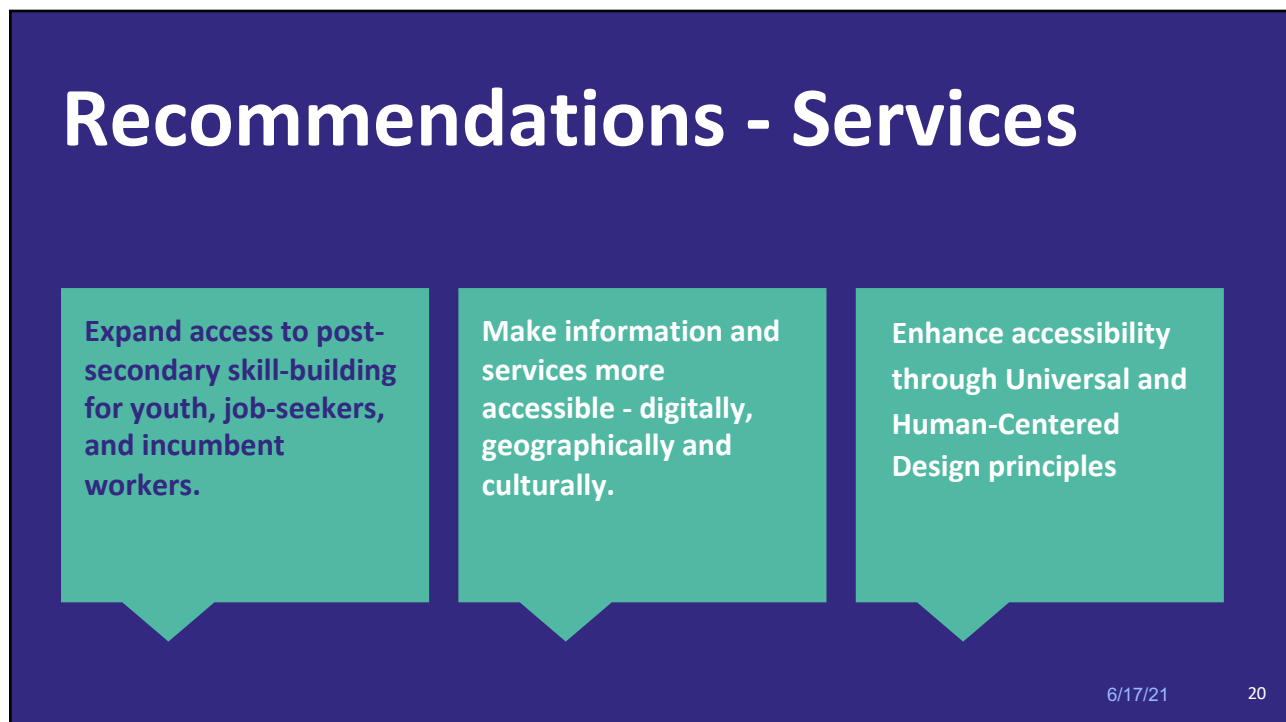 Recommendations - Services
Expand access to post-
secondary skill-building
for youth, job-seekers,
and incumbent
workers.
Make information and
services more
accessible - digitally,
geographically and
culturally.
Enhance accessibility
through Universal and
Human-Centered
Design principles
6/17/21
20